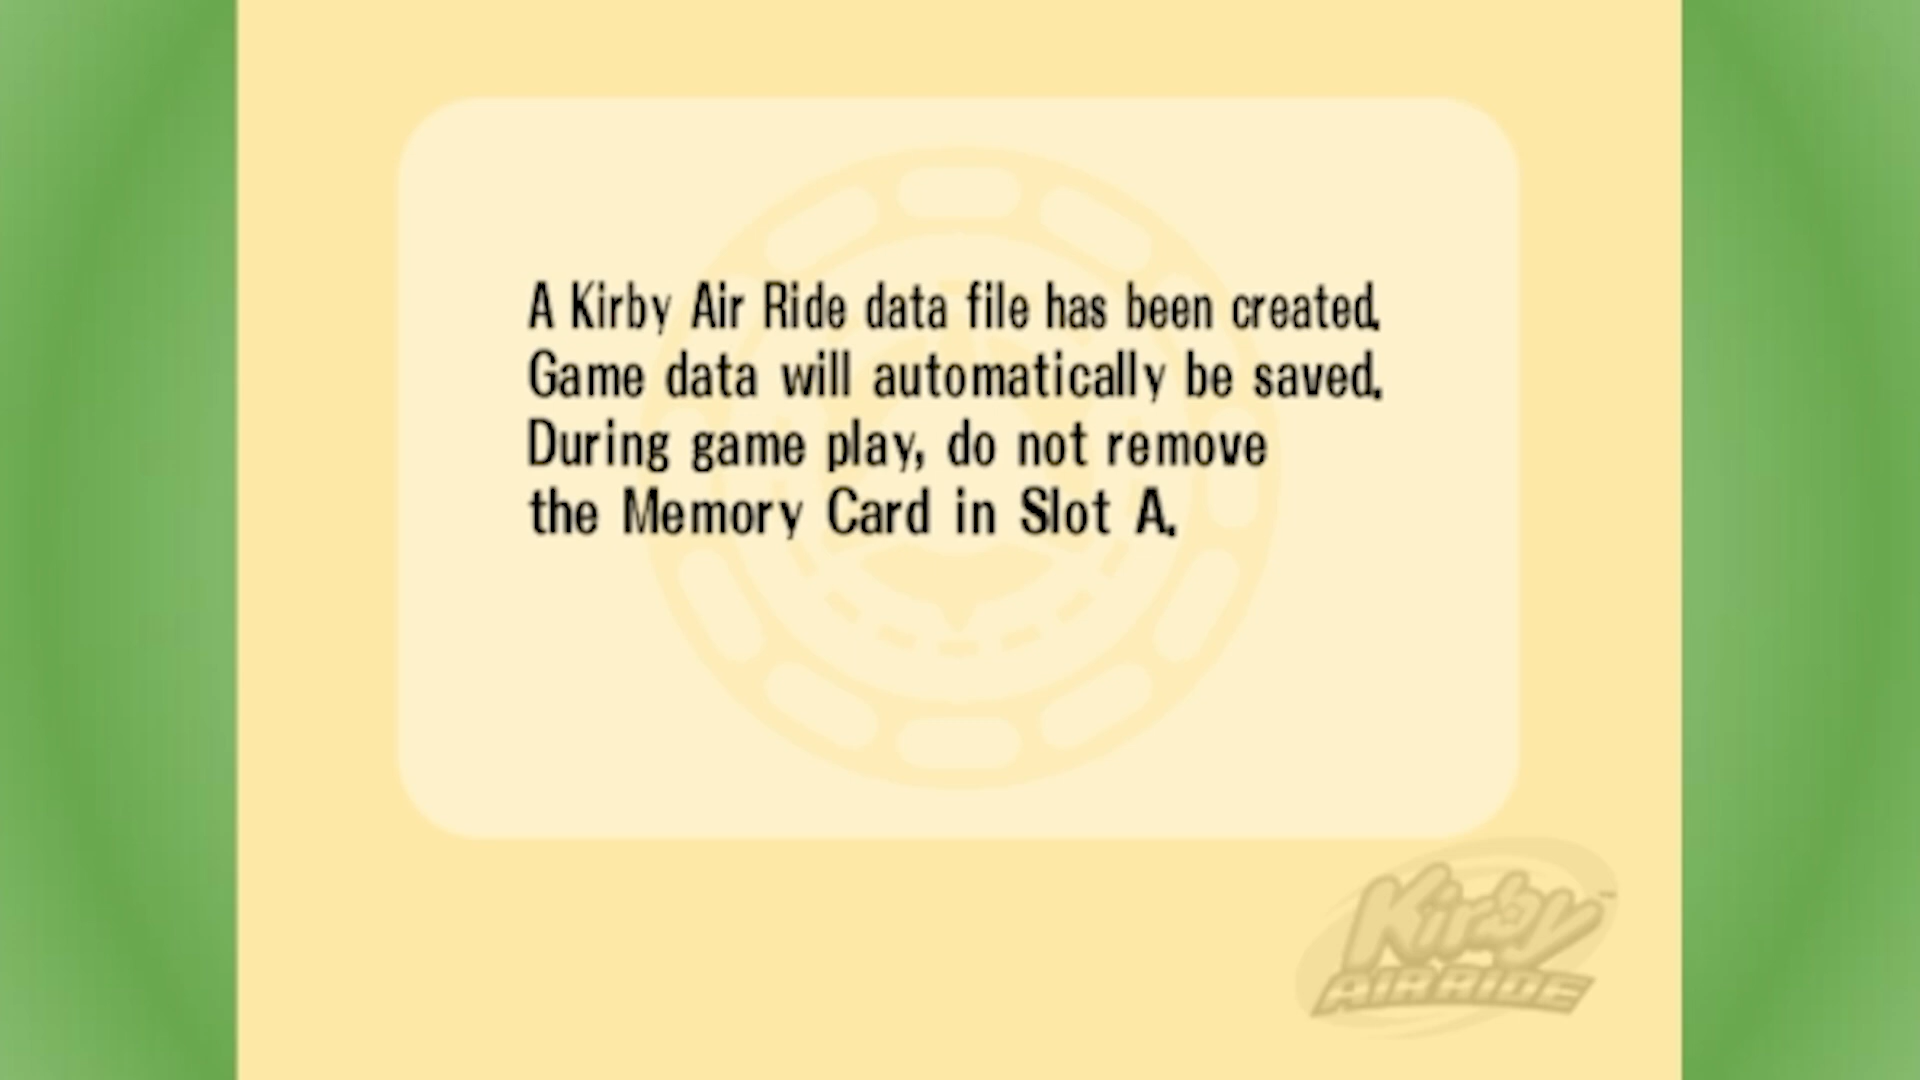 A Kirby Air Ride data file has been created.
Game data will automatically be saved.
During game play, do not remove
the Memory Card in Slot A.
Kirby™
AIR RIDE